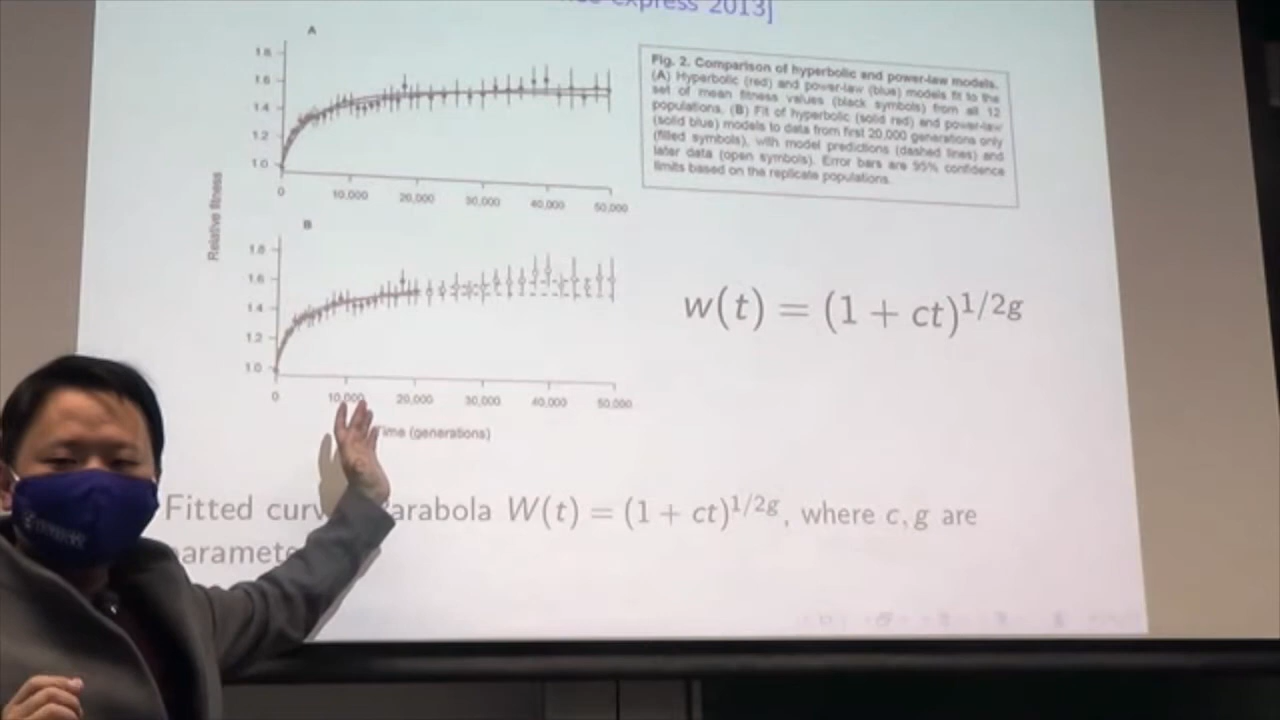 express 2013]
A
1.8
1.6
1.4
1.2
1.0
0 10,000 20,000 30,000 40,000 50,000
Relative fitness
B
1.8
1.6
1.4
1.2
1.0
0 10,000 20,000 30,000 40,000 50,000
Time (generations)
Fig. 2. Comparison of hyperbolic and power-law models.
(A) Hyperbolic (red) and power-law (blue) models fit to the
set of mean fitness values (black symbols) from all 12
populations. (B) Fit of hyperbolic (solid red) and power-law
(solid blue) models to data from first 20,000 generations only
(filled symbols), with model predictions (dashed lines) and
later data (open symbols). Error bars are 95% confidence
limits based on the replicate populations.
w(t) = (1 + ct)^{1/2g}
Fitted curv arabola W(t) = (1 + ct)^{1/2g}, where c, g are
aramete